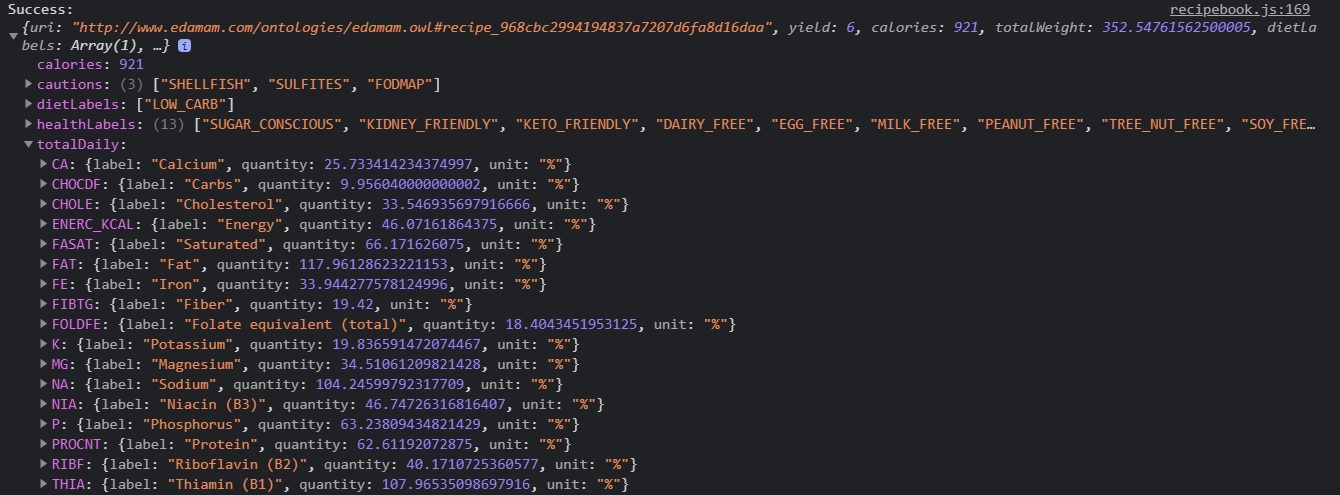 Success: recipebook.js:169
{uri: "http://www.edamam.com/ontologies/edamam.owl#recipe_968cbc2994194837a7207d6fa8d16daa", yield: 6, calories: 921, totalWeight: 352.54761562500005, dietLa
bels: Array(1), …} i
calories: 921
cautions: (3) ["SHELLFISH", "SULFITES", "FODMAP"]
dietLabels: ["LOW_CARB"]
healthLabels: (13) ["SUGAR_CONSCIOUS", "KIDNEY_FRIENDLY", "KETO_FRIENDLY", "DAIRY_FREE", "EGG_FREE", "MILK_FREE", "PEANUT_FREE", "TREE_NUT_FREE", "SOY_FRE…
totalDaily:
CA: {label: "Calcium", quantity: 25.733414234374997, unit: "%"}
CHOCDF: {label: "Carbs", quantity: 9.956040000000002, unit: "%"}
CHOLE: {label: "Cholesterol", quantity: 33.546935697916666, unit: "%"}
ENERC_KCAL: {label: "Energy", quantity: 46.07161864375, unit: "%"}
FASAT: {label: "Saturated", quantity: 66.171626075, unit: "%"}
FAT: {label: "Fat", quantity: 117.96128623221153, unit: "%"}
FE: {label: "Iron", quantity: 33.944277578124996, unit: "%"}
FIBTG: {label: "Fiber", quantity: 19.42, unit: "%"}
FOLDFE: {label: "Folate equivalent (total)", quantity: 18.4043451953125, unit: "%"}
K: {label: "Potassium", quantity: 19.836591472074467, unit: "%"}
MG: {label: "Magnesium", quantity: 34.51061209821428, unit: "%"}
NA: {label: "Sodium", quantity: 104.24599792317709, unit: "%"}
NIA: {label: "Niacin (B3)", quantity: 46.74726316816407, unit: "%"}
P: {label: "Phosphorus", quantity: 63.23809434821429, unit: "%"}
PROCNT: {label: "Protein", quantity: 62.61192072875, unit: "%"}
RIBF: {label: "Riboflavin (B2)", quantity: 40.1710725360577, unit: "%"}
THIA: {label: "Thiamin (B1)", quantity: 107.96535098697916, unit: "%"}